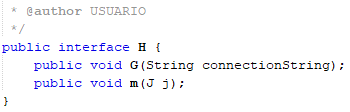 * @author USUARIO
*/
public interface H {
public void G(String connectionString);
public void m(J j);
}